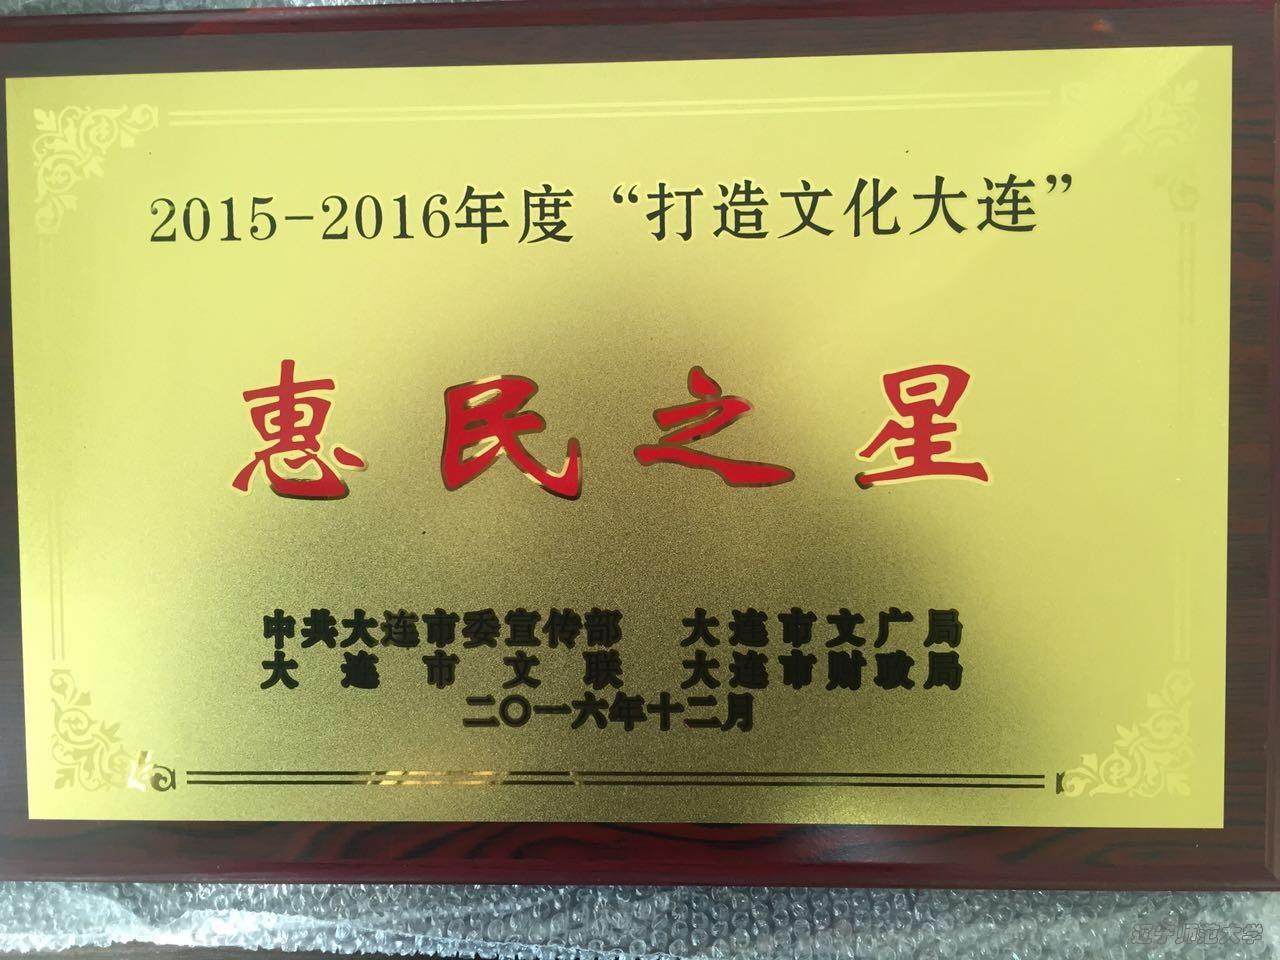 2015-2016年度“打造文化大连”
惠民之星
中共大连市委宣传部 大连市文广局
大连市文联 大连市财政局
二〇一六年十二月
辽宁师范大学